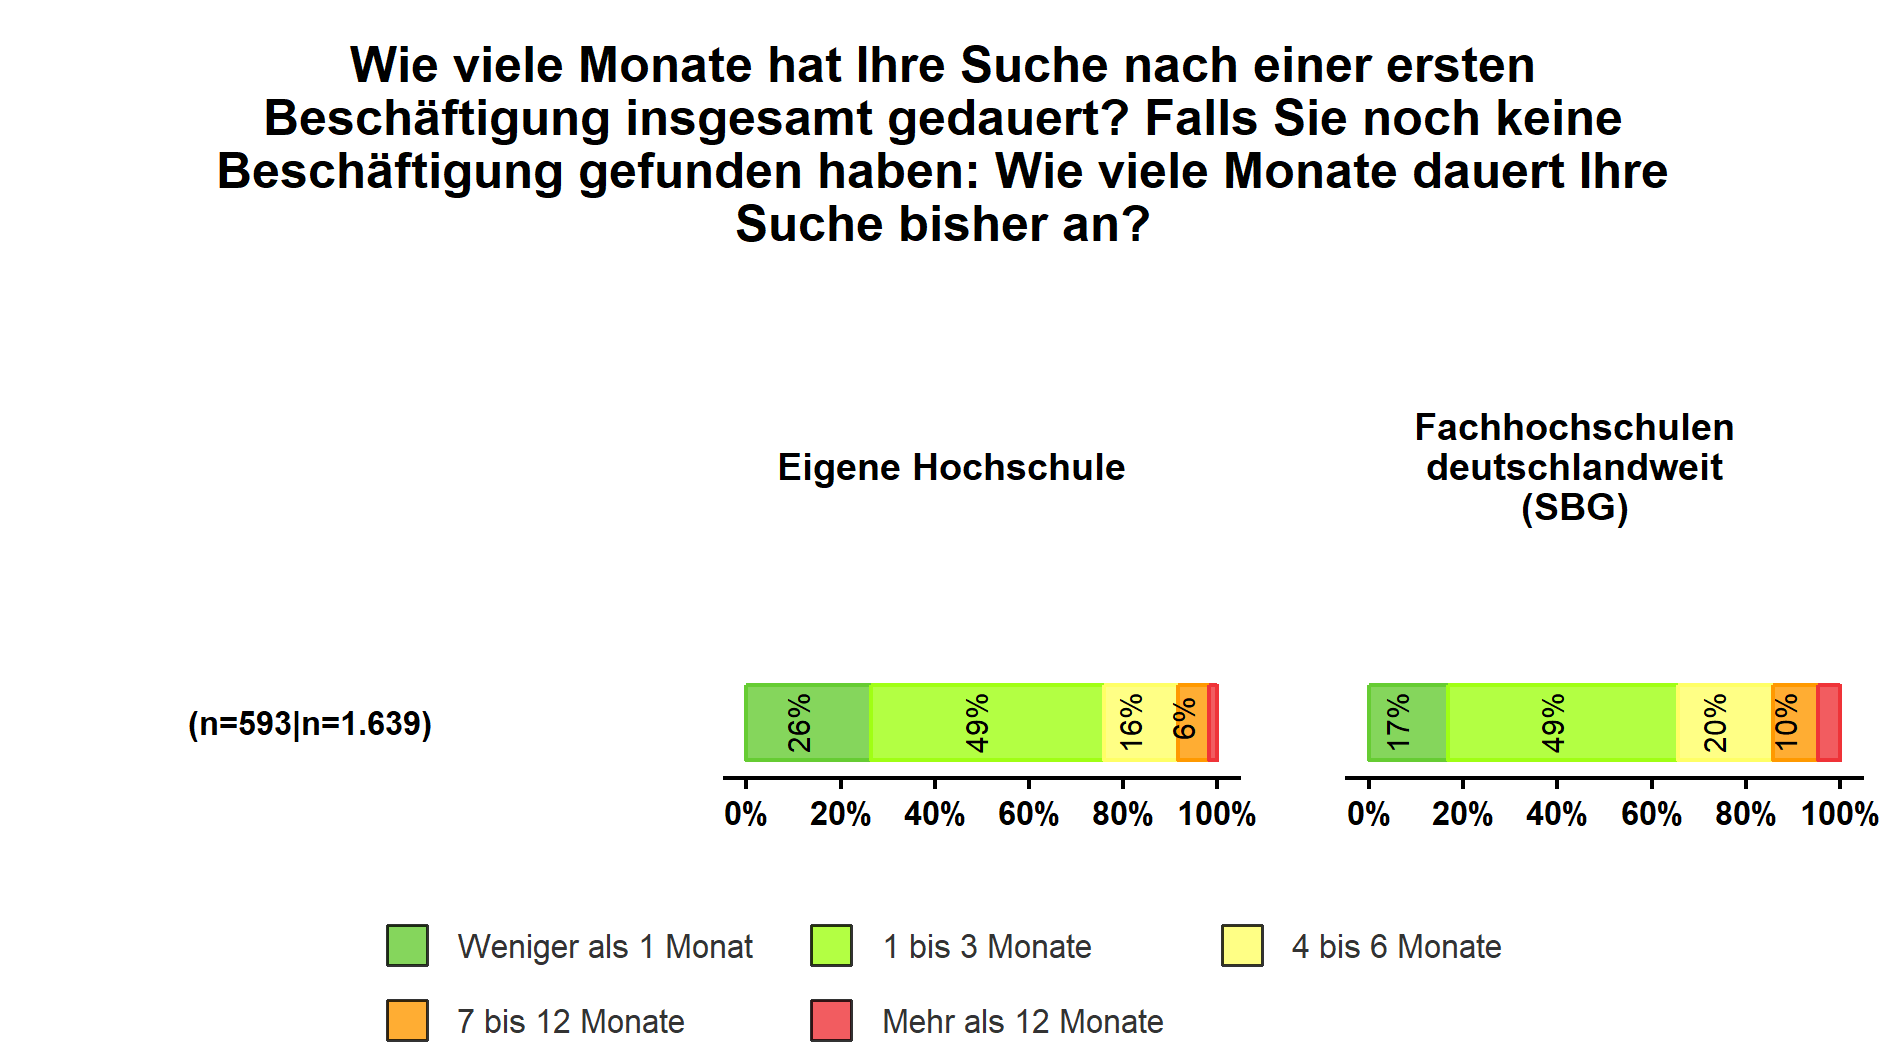 Wie viele Monate hat Ihre Suche nach einer ersten
Beschäftigung insgesamt gedauert? Falls Sie noch keine
Beschäftigung gefunden haben: Wie viele Monate dauert Ihre
Suche bisher an?
Eigene Hochschule
Fachhochschulen
deutschlandweit
(SBG)
(n=593|n=1.639)
26% 49% 16% 6%
17% 49% 20% 10%
0% 20% 40% 60% 80% 100%
0% 20% 40% 60% 80% 100%
Weniger als 1 Monat
1 bis 3 Monate
4 bis 6 Monate
7 bis 12 Monate
Mehr als 12 Monate